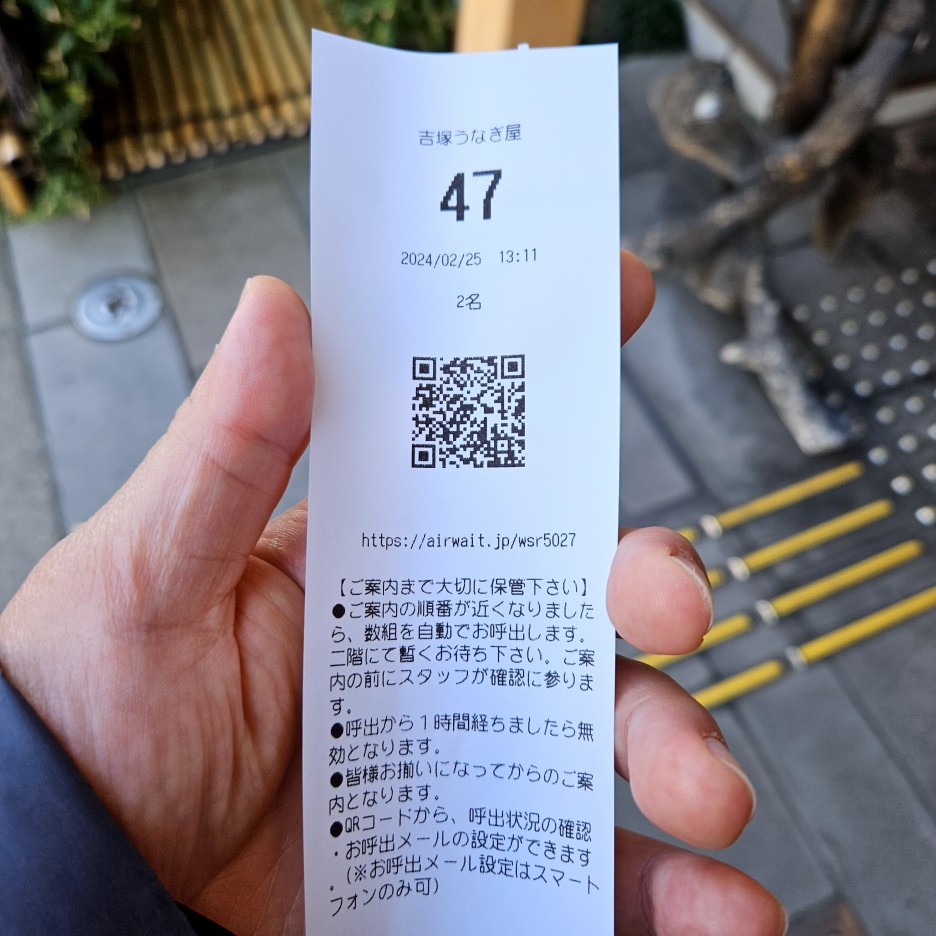 吉塚うなぎ屋
47
2024/02/25 13:11
2名
https://airwait.jp/wsr5027
【ご案内まで大切に保管下さい】
●ご案内の順番が近くなりました
ら、数組を自動でお呼出します。
二階にて暫くお待ち下さい。ご案
内の前にスタッフが確認に参りま
す。
●呼出から1時間経ちましたら無
効となります。
●皆様お揃いになってからのご案
内となります。
●QRコードから、呼出状況の確認
・お呼出メールの設定ができます
。(※お呼出メール設定はスマート
フォンのみ可)